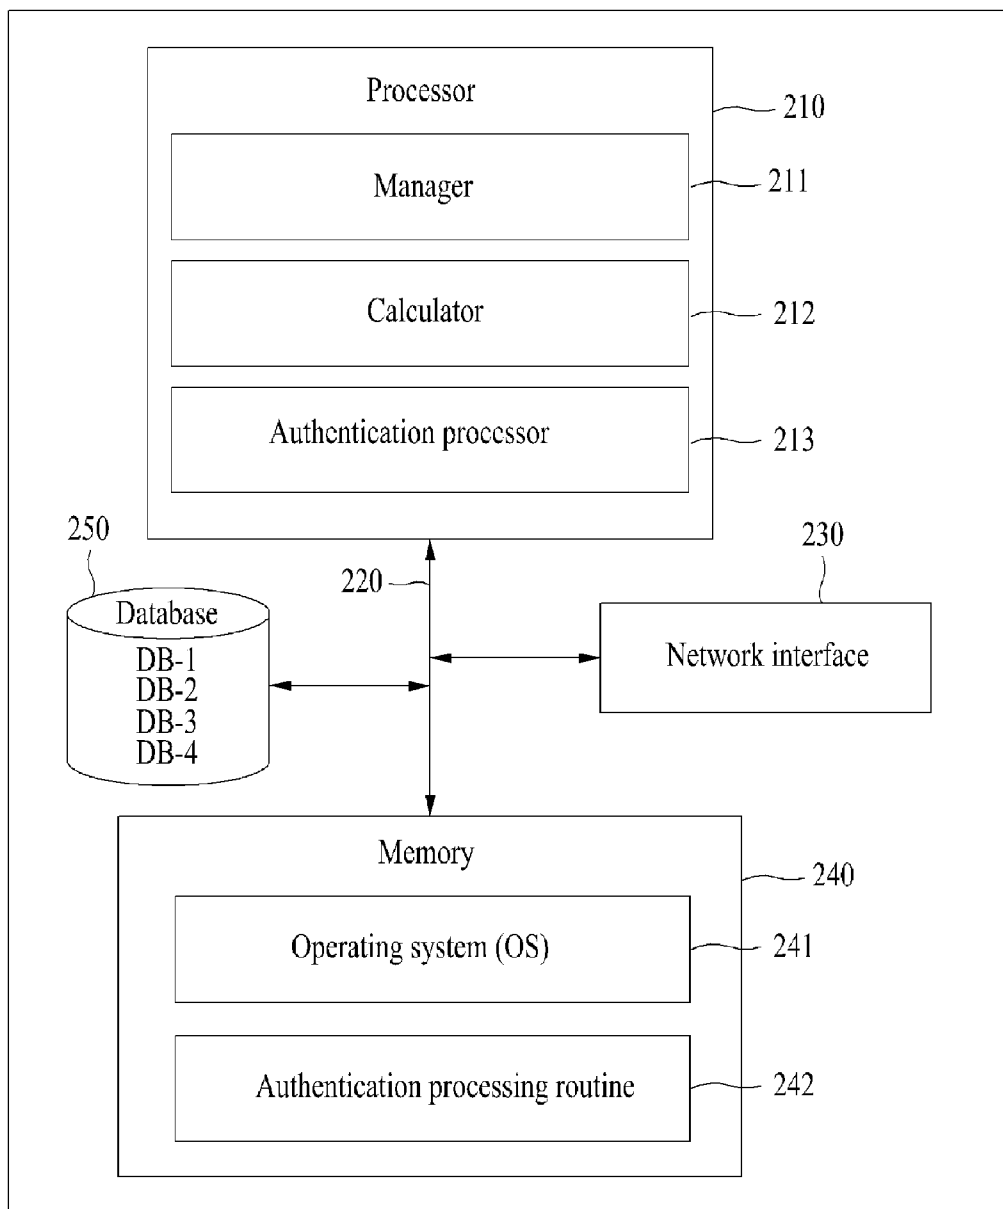 Processor
210
Manager
211
Calculator
212
Authentication processor
213
250
220
230
Database
DB-1
DB-2
DB-3
DB-4
Network interface
Memory
240
Operating system (OS)
241
Authentication processing routine
242